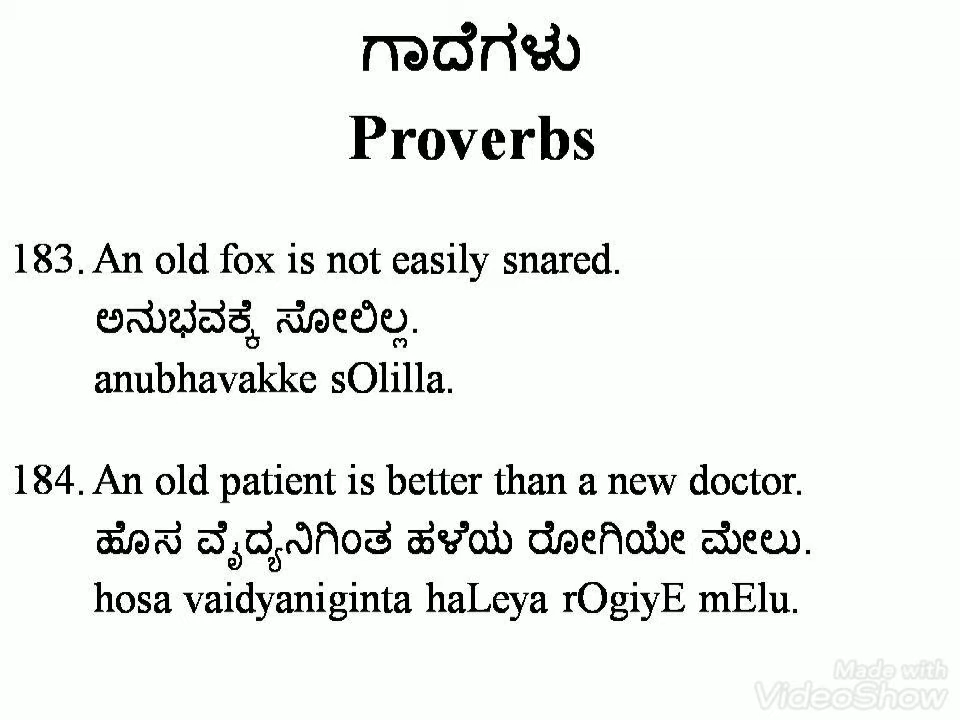 ಗಾದೆಗಳು
Proverbs
183. An old fox is not easily snared.
ಅನುಭವಕ್ಕೆ ಸೋಲಿಲ್ಲ.
anubhavakke sOlilla.
184. An old patient is better than a new doctor.
ಹೊಸ ವೈದ್ಯನಿಗಿಂತ ಹಳೆಯ ರೋಗಿಯೇ ಮೇಲು.
hosa vaidyaniginta haLeya rOgiyE mElu.
Made with
VideoShow